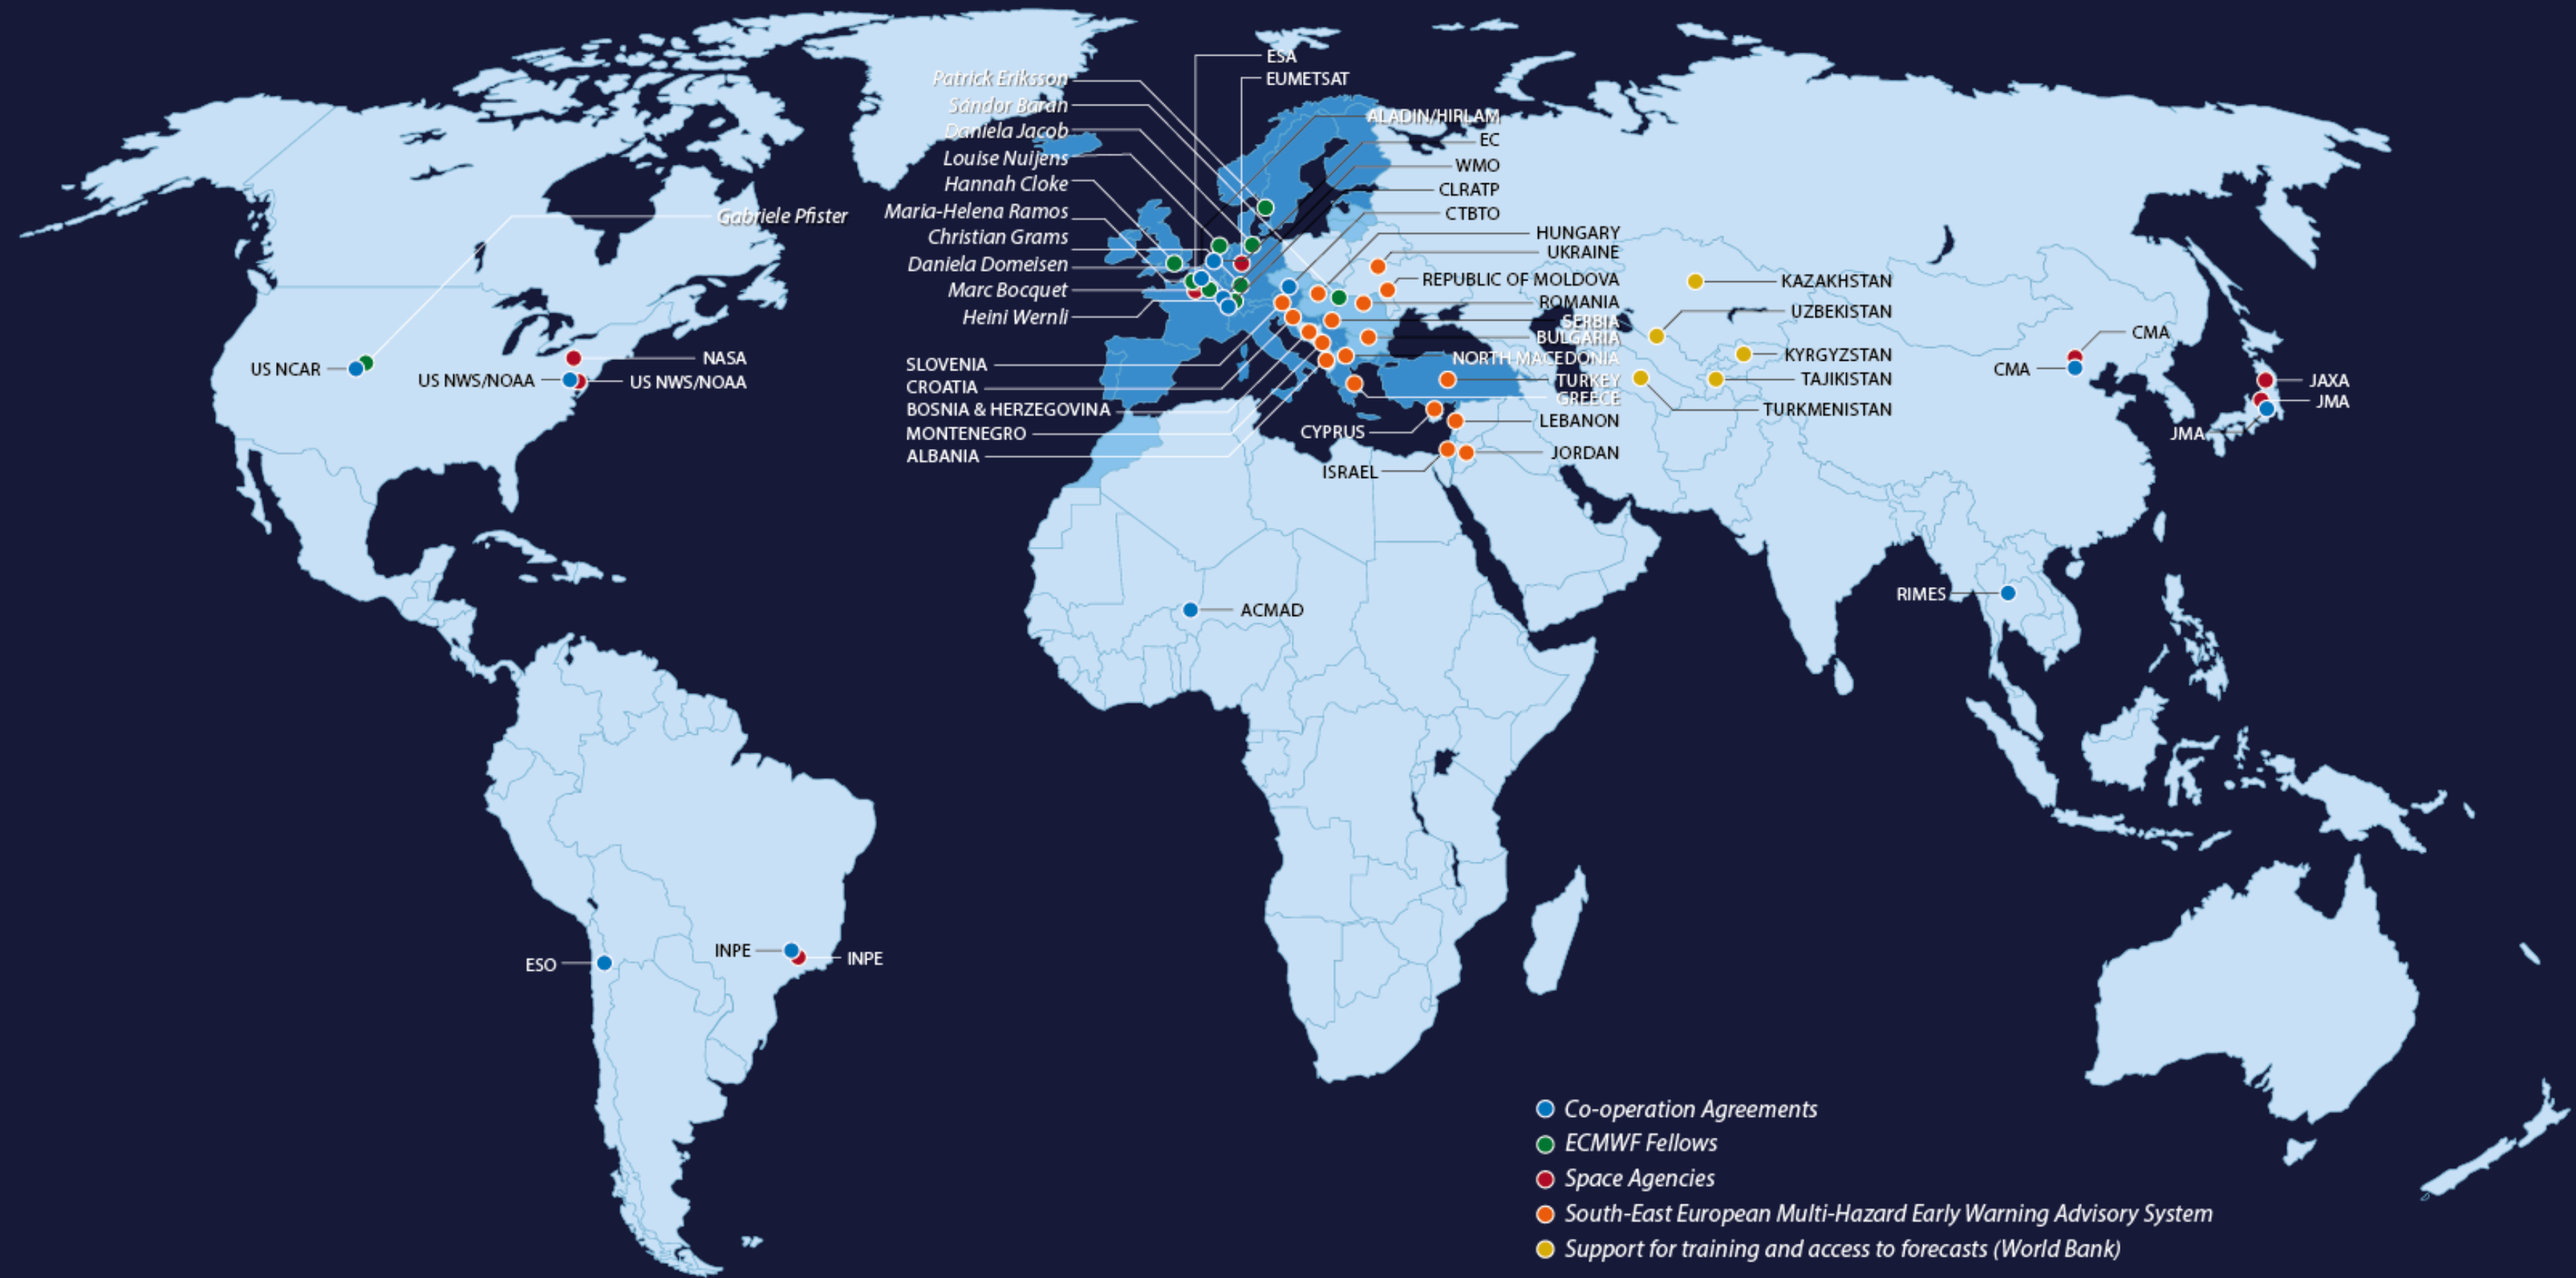 ESA
EUMETSAT
Patrick Eriksson
Sándor Baran
Daniela Jacob
Louise Nuijens
Hannah Cloke
Maria-Helena Ramos
Christian Grams
Daniela Domeisen
Marc Bocquet
Heini Wernli
ALADIN/HIRLAM
EC
WMO
CLRATP
CTBTO
HUNGARY
UKRAINE
REPUBLIC OF MOLDOVA
ROMANIA
SERBIA
BULGARIA
NORTH MACEDONIA
TURKEY
GREECE
LEBANON
JORDAN
CYPRUS
ISRAEL
SLOVENIA
CROATIA
BOSNIA & HERZEGOVINA
MONTENEGRO
ALBANIA
Gabriele Pfister
US NCAR
NASA
US NWS/NOAA
US NWS/NOAA
KAZAKHSTAN
UZBEKISTAN
KYRGYZSTAN
TAJIKISTAN
TURKMENISTAN
CMA
CMA
JAXA
JMA
JMA
RIMES
ACMAD
ESO
INPE
INPE
Co-operation Agreements
ECMWF Fellows
Space Agencies
South-East European Multi-Hazard Early Warning Advisory System
Support for training and access to forecasts (World Bank)